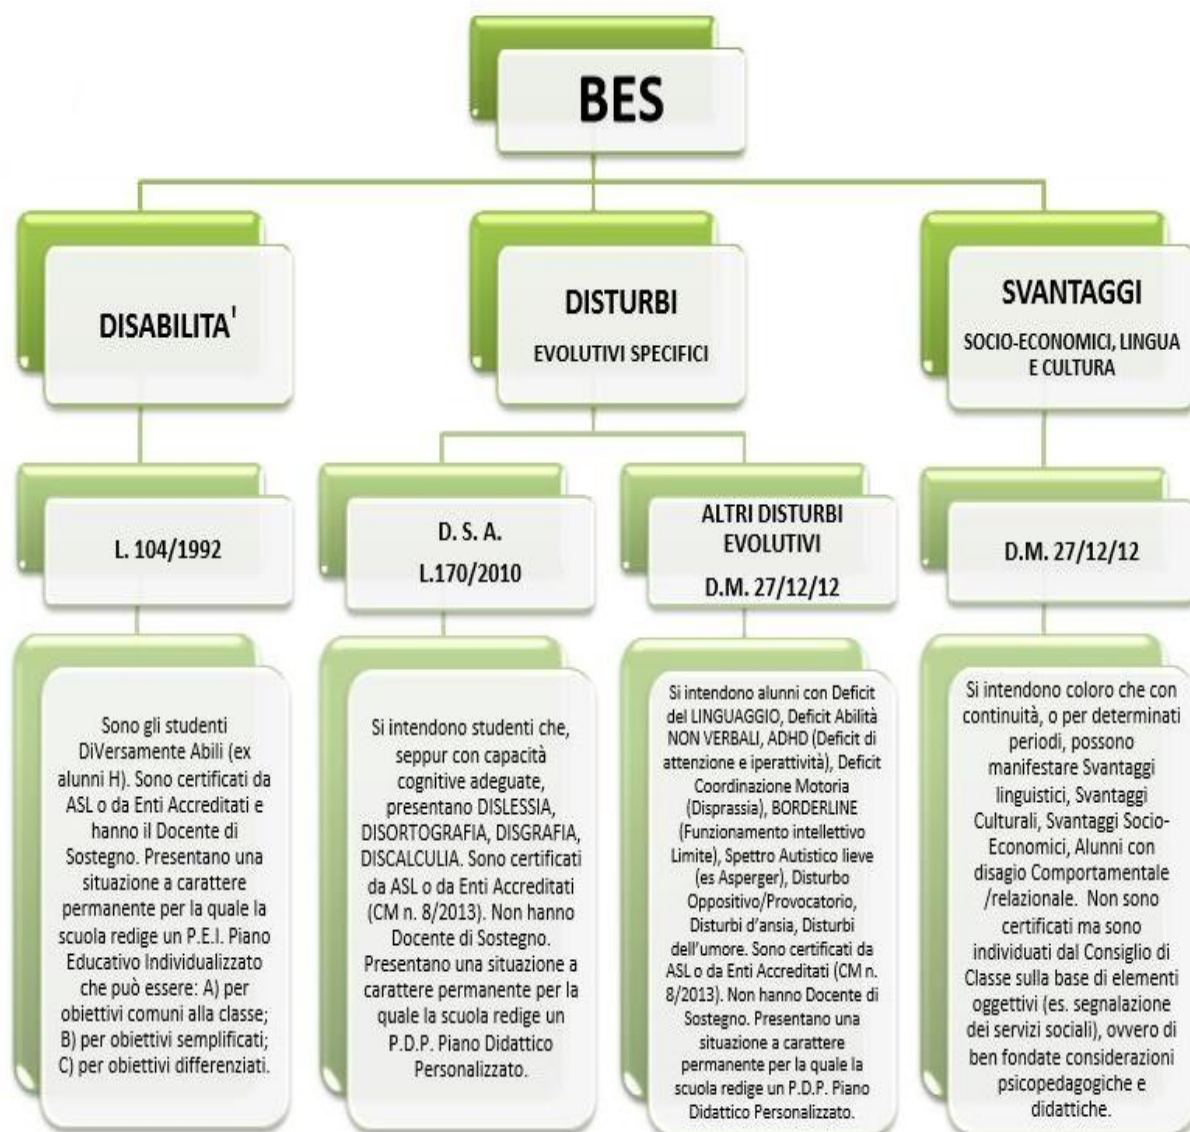 BES
DISABILITA'
DISTURBI
EVOLUTIVI SPECIFICI
SVANTAGGI
SOCIO-ECONOMICI, LINGUA
E CULTURA
L. 104/1992
D. S. A.
L.170/2010
ALTRI DISTURBI
EVOLUTIVI
D.M. 27/12/12
D.M. 27/12/12
Sono gli studenti
DiVersamente Abili (ex
alunni H). Sono certificati da
ASL o da Enti Accreditati e
hanno il Docente di
Sostegno. Presentano una
situazione a carattere
permanente per la quale la
scuola redige un P.E.I. Piano
Educativo Individualizzato
che può essere: A) per
obiettivi comuni alla classe;
B) per obiettivi semplificati;
C) per obiettivi differenziati.
Si intendono studenti che,
seppur con capacità
cognitive adeguate,
presentano DISLESSIA,
DISORTOGRAFIA, DISGRAFIA,
DISCALCULIA. Sono certificati
da ASL o da Enti Accreditati
(CM n. 8/2013). Non hanno
Docente di Sostegno.
Presentano una situazione a
carattere permanente per la
quale la scuola redige un
P.D.P. Piano Didattico
Personalizzato.
Si intendono alunni con Deficit
del LINGUAGGIO, Deficit Abilità
NON VERBALI, ADHD (Deficit di
attenzione e iperattività), Deficit
Coordinazione Motoria
(Disprassia), BORDERLINE
(Funzionamento intellettivo
Limite), Spettro Autistico lieve
(es Asperger), Disturbo
Oppositivo/Provocatorio,
Disturbi d'ansia, Disturbi
dell'umore. Sono certificati da
ASL o da Enti Accreditati (CM n.
8/2013). Non hanno Docente di
Sostegno. Presentano una
situazione a carattere
permanente per la quale la
scuola redige un P.D.P. Piano
Didattico Personalizzato.
Si intendono coloro che con
continuità, o per determinati
periodi, possono
manifestare Svantaggi
linguistici, Svantaggi
Culturali, Svantaggi Socio-
Economici, Alunni con
disagio Comportamentale
/relazionale. Non sono
certificati ma sono
individuati dal Consiglio di
Classe sulla base di elementi
oggettivi (es. segnalazione
dei servizi sociali), ovvero di
ben fondate considerazioni
psicopedagogiche e
didattiche.